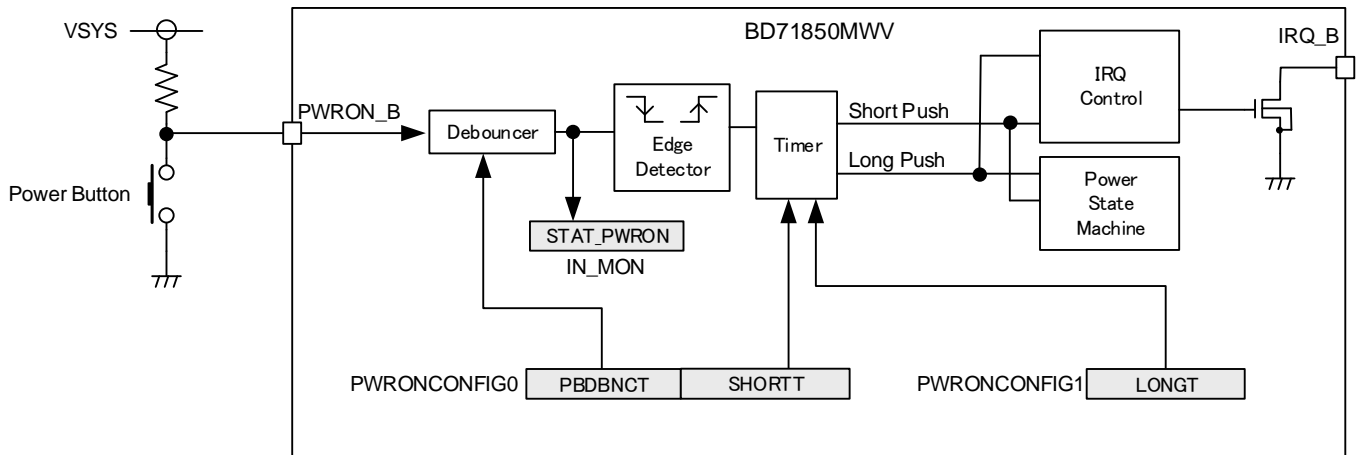 VSYS
BD71850MWV
IRQ_B
IRQ
Control
PWRON_B
Debouncer
Edge
Detector
Timer
Short Push
Long Push
Power
State
Machine
Power Button
STAT_PWRON
IN_MON
PWRONCONFIG0
PBDBNCT
SHORTT
PWRONCONFIG1
LONGT